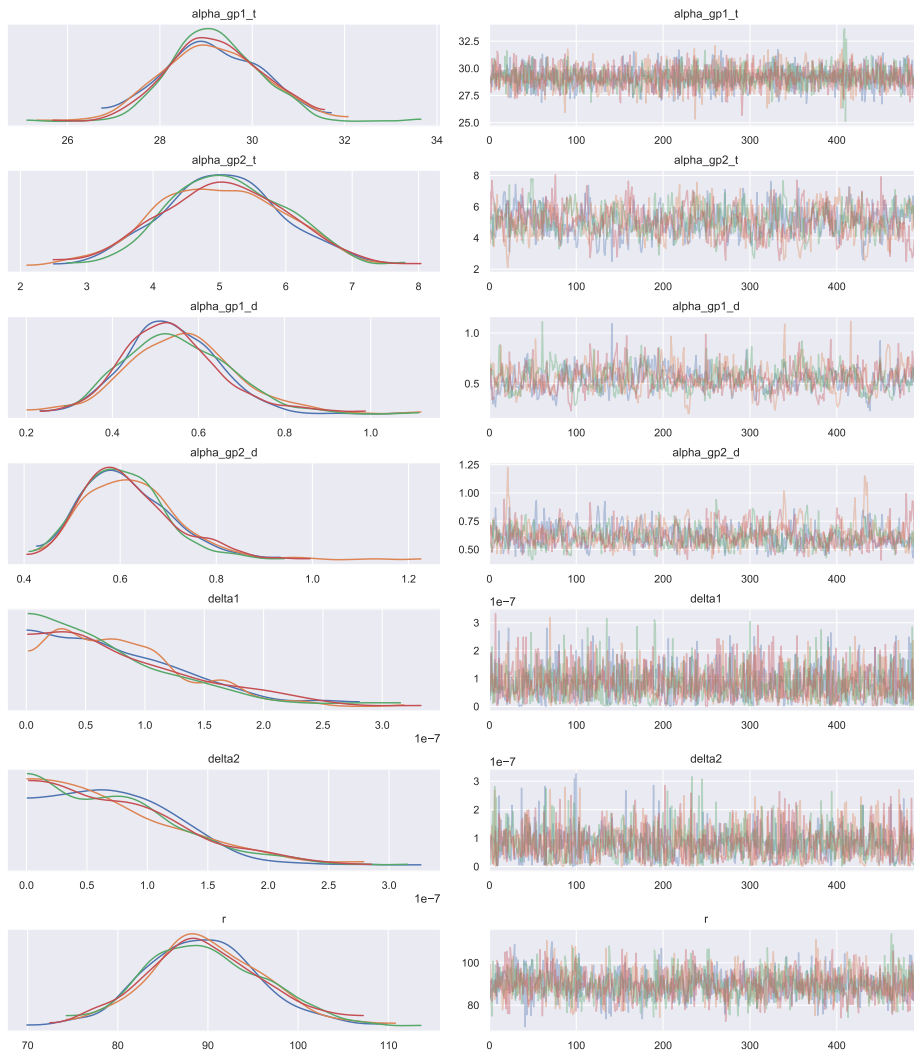 alpha_gp1_t alpha_gp1_t
32.5
30.0
27.5
25.0
26 28 30 32 34 0 100 200 300 400
alpha_gp2_t alpha_gp2_t
8
6
4
2
2 3 4 5 6 7 8 0 100 200 300 400
alpha_gp1_d alpha_gp1_d
1.0
0.5
0.2 0.4 0.6 0.8 1.0 0 100 200 300 400
alpha_gp2_d alpha_gp2_d
1.25
1.00
0.75
0.50
0.4 0.6 0.8 1.0 1.2 0 100 200 300 400
delta1 delta1
1e−7
3
2
1
0
0.0 0.5 1.0 1.5 2.0 2.5 3.0 0 100 200 300 400
1e−7
delta2 delta2
1e−7
3
2
1
0
0.0 0.5 1.0 1.5 2.0 2.5 3.0 0 100 200 300 400
1e−7
r r
100
80
70 80 90 100 110 0 100 200 300 400